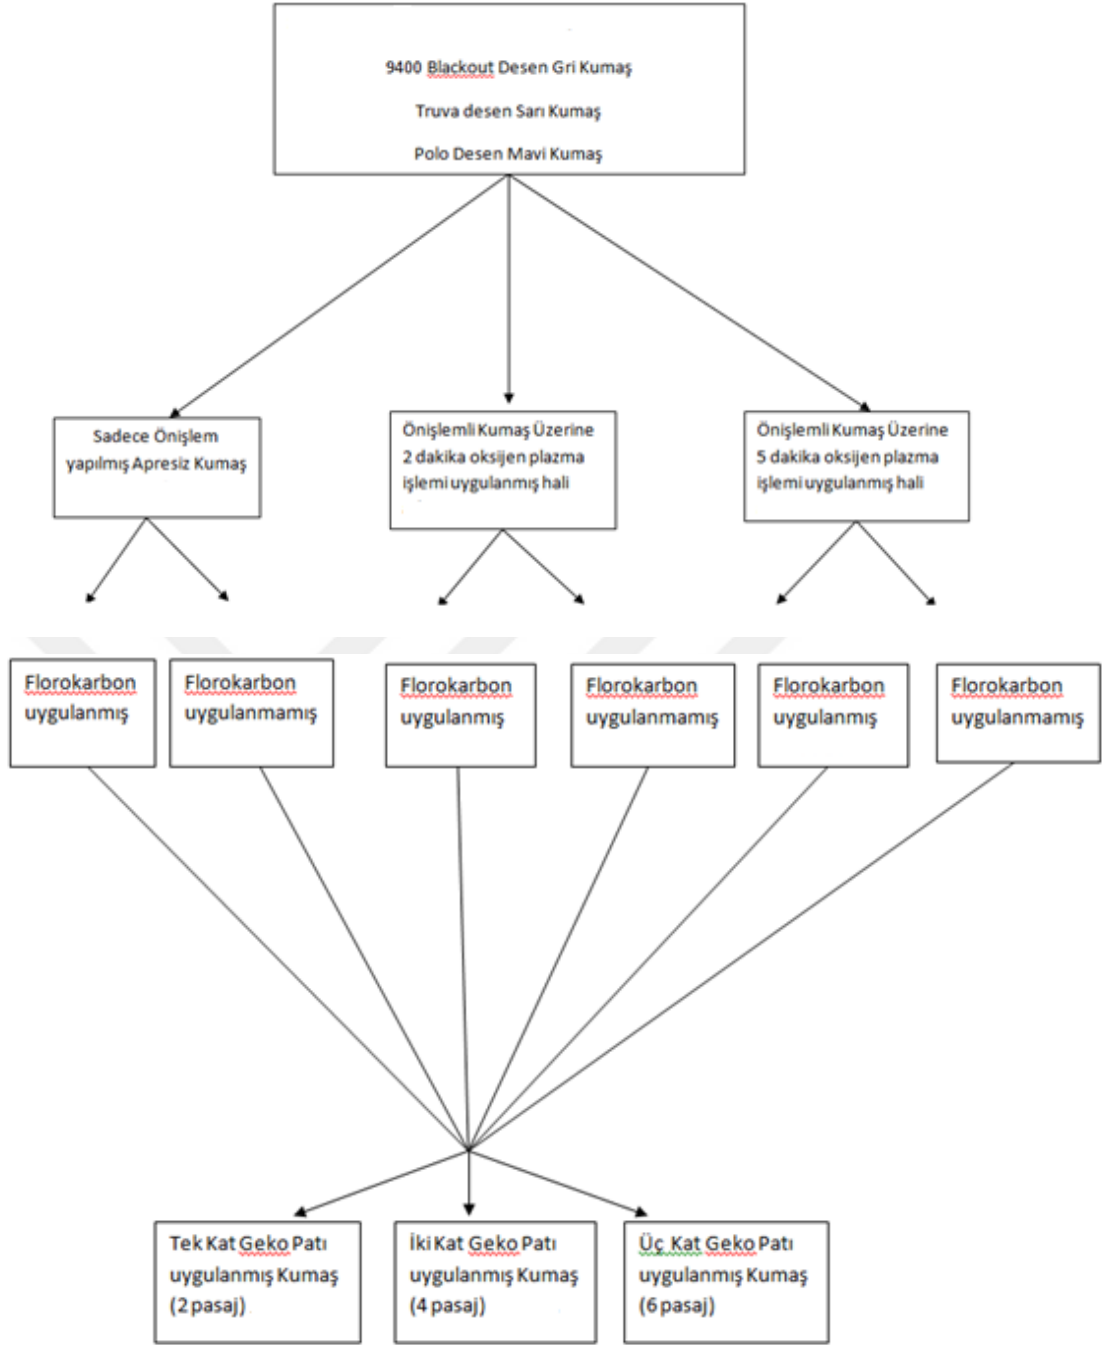 9400 Blackout Desen Gri Kumaş
Truva desen Sarı Kumaş
Polo Desen Mavi Kumaş
Sadece Önişlem
yapılmış Apresiz Kumaş
Önişlemli Kumaş Üzerine
2 dakika oksijen plazma
işlemi uygulanmış hali
Önişlemli Kumaş Üzerine
5 dakika oksijen plazma
işlemi uygulanmış hali
Florokarbon
uygulanmış
Florokarbon
uygulanmamış
Florokarbon
uygulanmış
Florokarbon
uygulanmamış
Florokarbon
uygulanmış
Florokarbon
uygulanmamış
Tek Kat Geko Patı
uygulanmış Kumaş
(2 pasaj)
İki Kat Geko Patı
uygulanmış Kumaş
(4 pasaj)
Üç Kat Geko Patı
uygulanmış Kumaş
(6 pasaj)